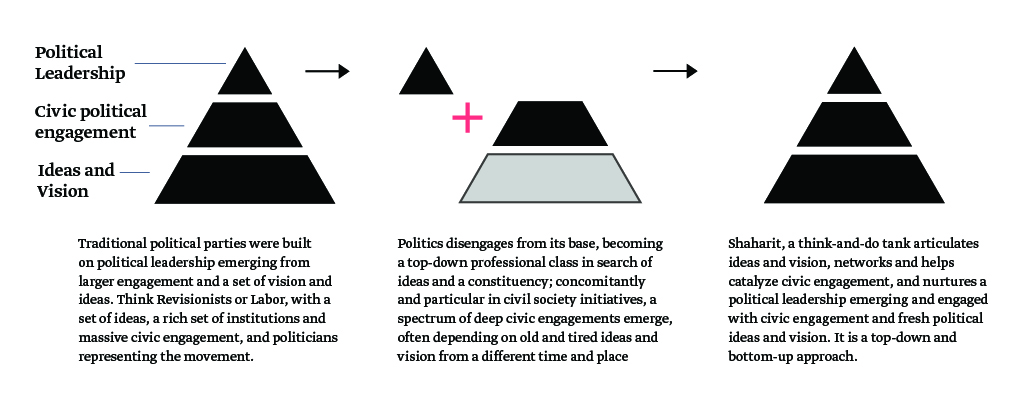 Political
Leadership
Civic political
engagement
Ideas and
Vision
Traditional political parties were built
on political leadership emerging from
larger engagement and a set of vision and
ideas. Think Revisionists or Labor, with a
set of ideas, a rich set of institutions and
massive civic engagement, and politicians
representing the movement.
Politics disengages from its base, becoming
a top-down professional class in search of
ideas and a constituency; concomitantly
and particular in civil society initiatives, a
spectrum of deep civic engagements emerge,
often depending on old and tired ideas and
vision from a different time and place
Shaharit, a think-and-do tank articulates
ideas and vision, networks and helps
catalyze civic engagement, and nurtures a
political leadership emerging and engaged
with civic engagement and fresh political
ideas and vision. It is a top-down and
bottom-up approach.